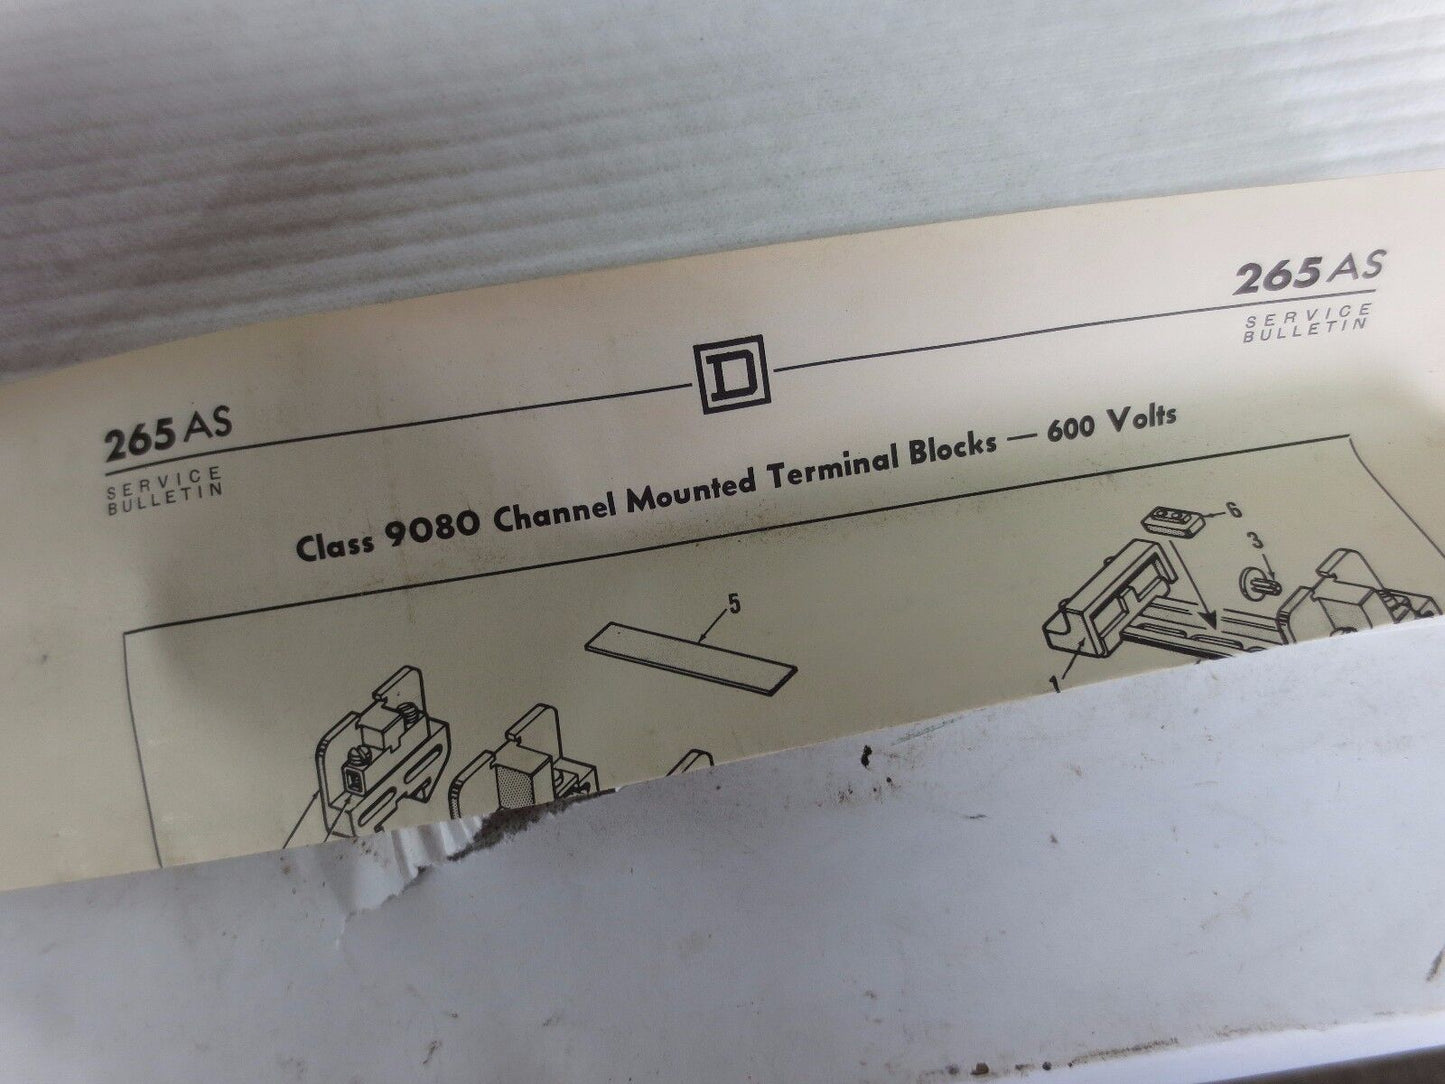 265 AS
SERVICE
BULLETIN
D
265 AS
SERVICE
BULLETIN
Class 9080 Channel Mounted Terminal Blocks — 600 Volts
5
6
3
1